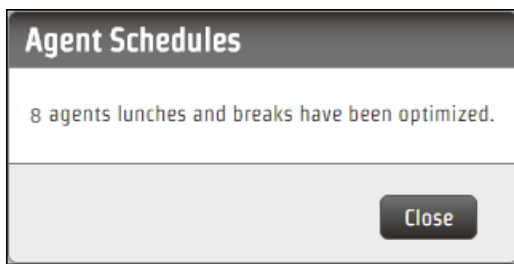 Agent Schedules
8 agents lunches and breaks have been optimized.
Close